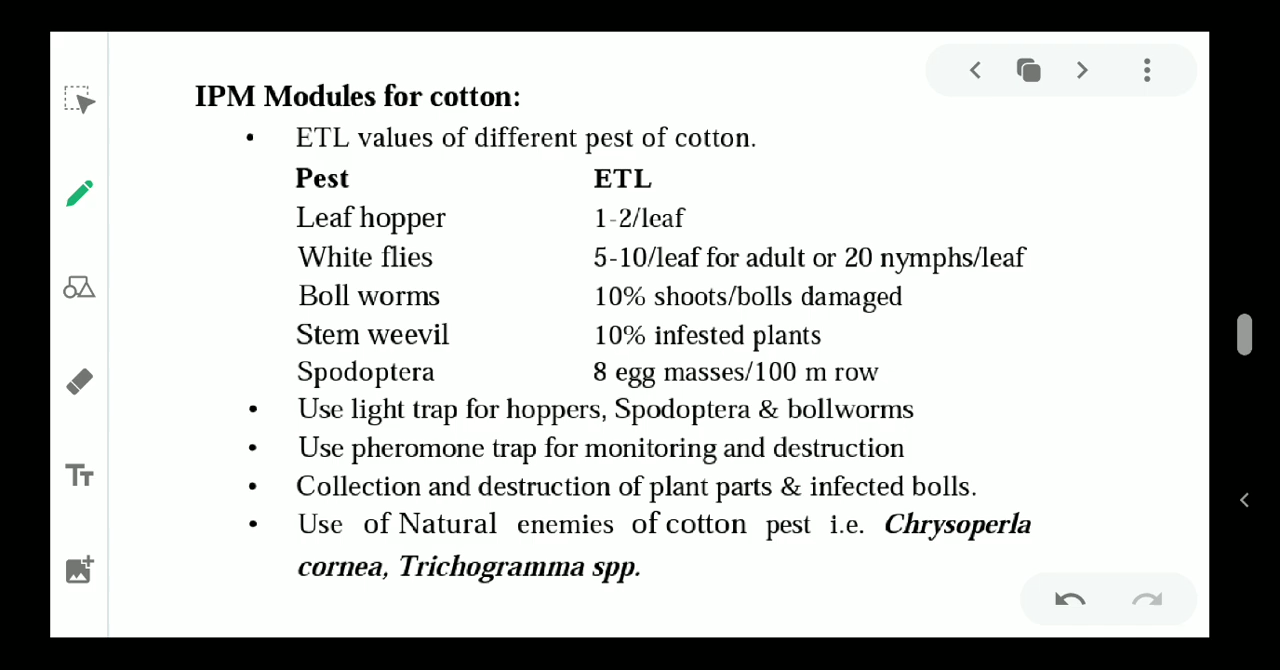 IPM Modules for cotton:
• ETL values of different pest of cotton.
Pest ETL
Leaf hopper 1-2/leaf
White flies 5-10/leaf for adult or 20 nymphs/leaf
Boll worms 10% shoots/bolls damaged
Stem weevil 10% infested plants
Spodoptera 8 egg masses/100 m row
• Use light trap for hoppers, Spodoptera & bollworms
• Use pheromone trap for monitoring and destruction
• Collection and destruction of plant parts & infected bolls.
• Use of Natural enemies of cotton pest i.e. Chrysoperla
cornea, Trichogramma spp.
Tт